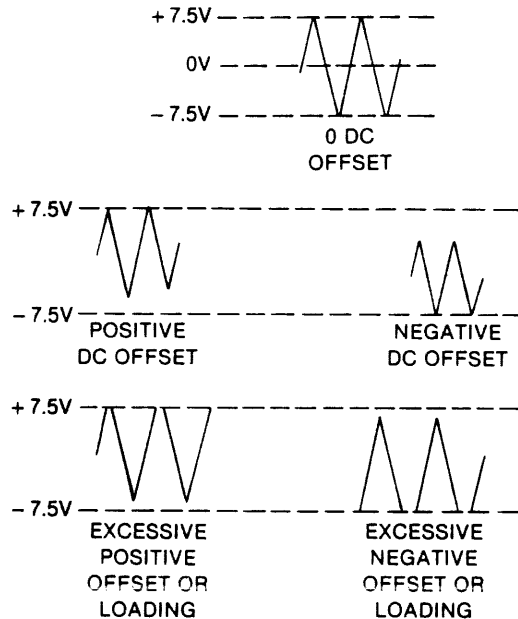 + 7.5V
0V
– 7.5V
0 DC
OFFSET
+ 7.5V
– 7.5V
POSITIVE
DC OFFSET
NEGATIVE
DC OFFSET
+ 7.5V
– 7.5V
EXCESSIVE
POSITIVE
OFFSET OR
LOADING
EXCESSIVE
NEGATIVE
OFFSET OR
LOADING